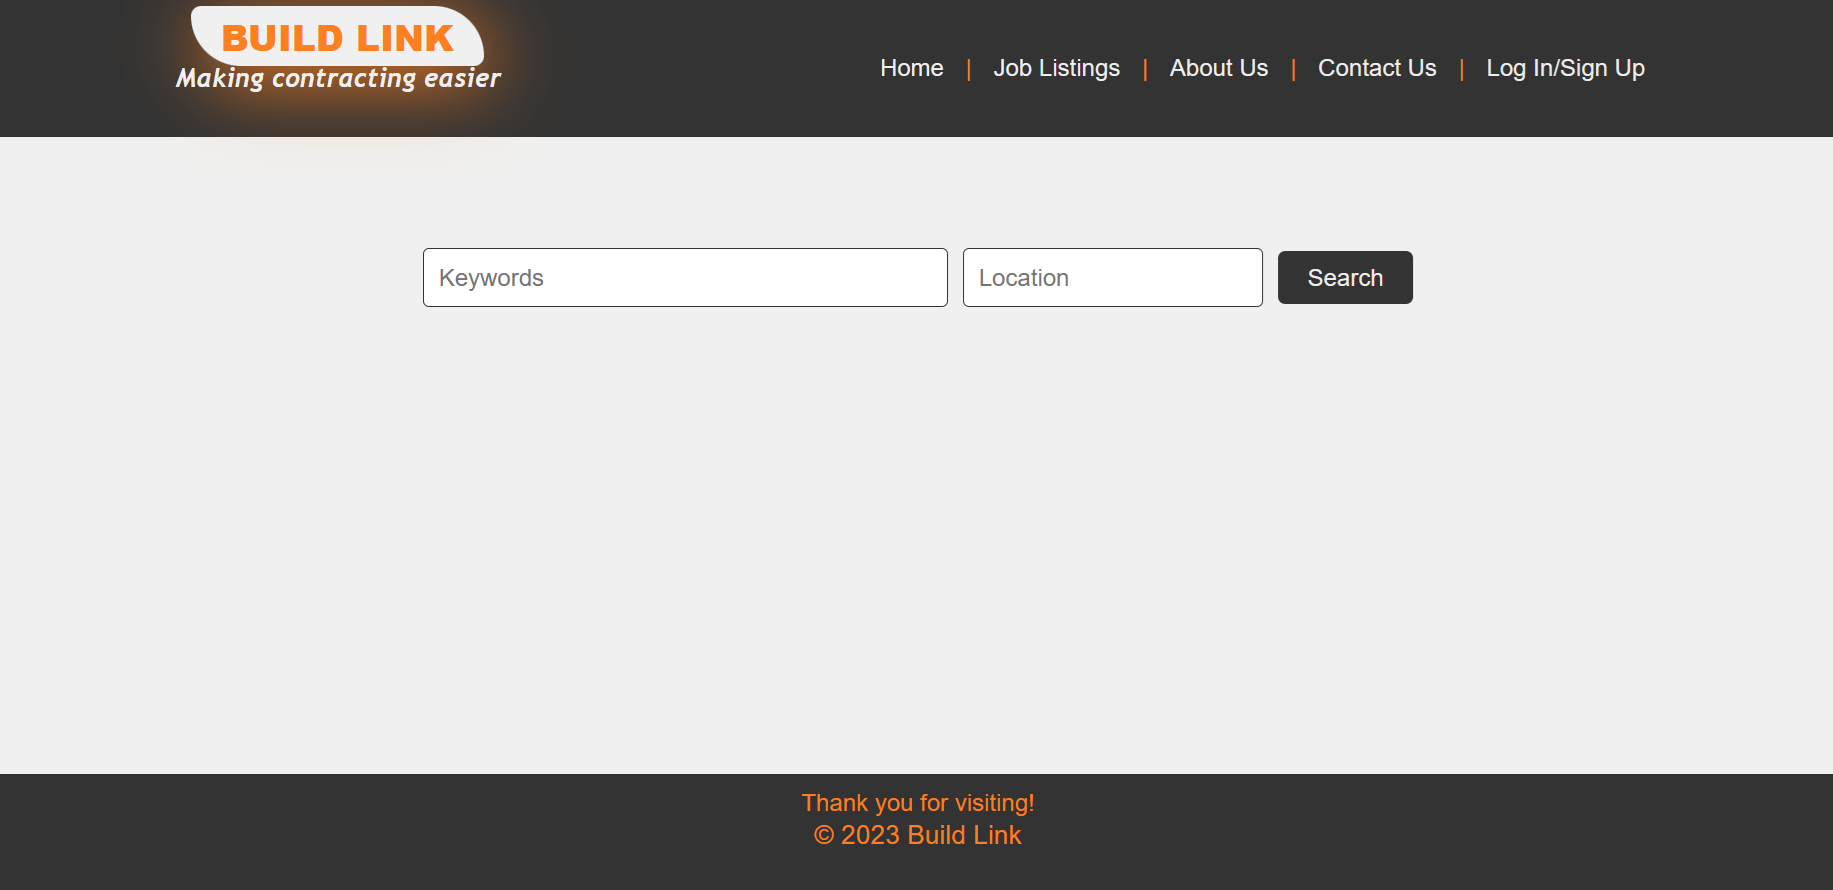 BUILD LINK
Making contracting easier
Home | Job Listings | About Us | Contact Us | Log In/Sign Up
Keywords
Location
Search
Thank you for visiting!
© 2023 Build Link